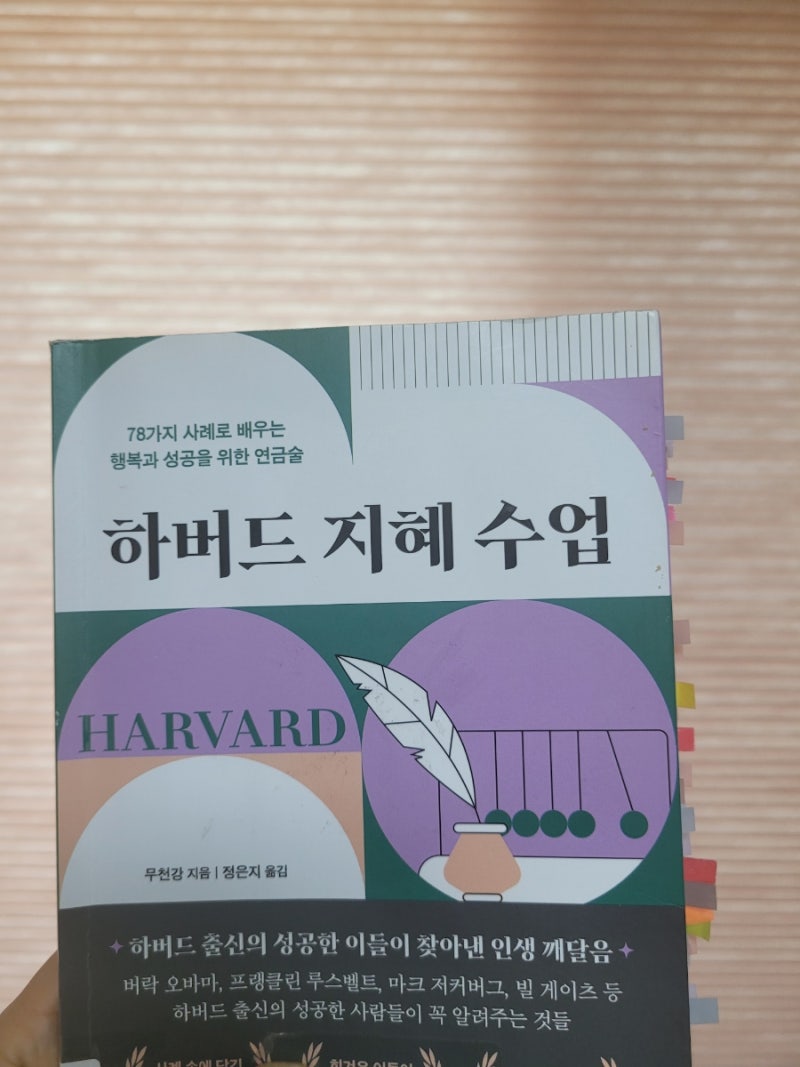 78가지 사례로 배우는
행복과 성공을 위한 연금술
하버드 지혜 수업
HARVARD
무천강 지음 | 정은지 옮김
하버드 출신의 성공한 이들이 찾아낸 인생 깨달음
버락 오바마, 프랭클린 루스벨트, 마크 저커버그, 빌 게이츠 등
하버드 출신의 성공한 사람들이 꼭 알려주는 것들